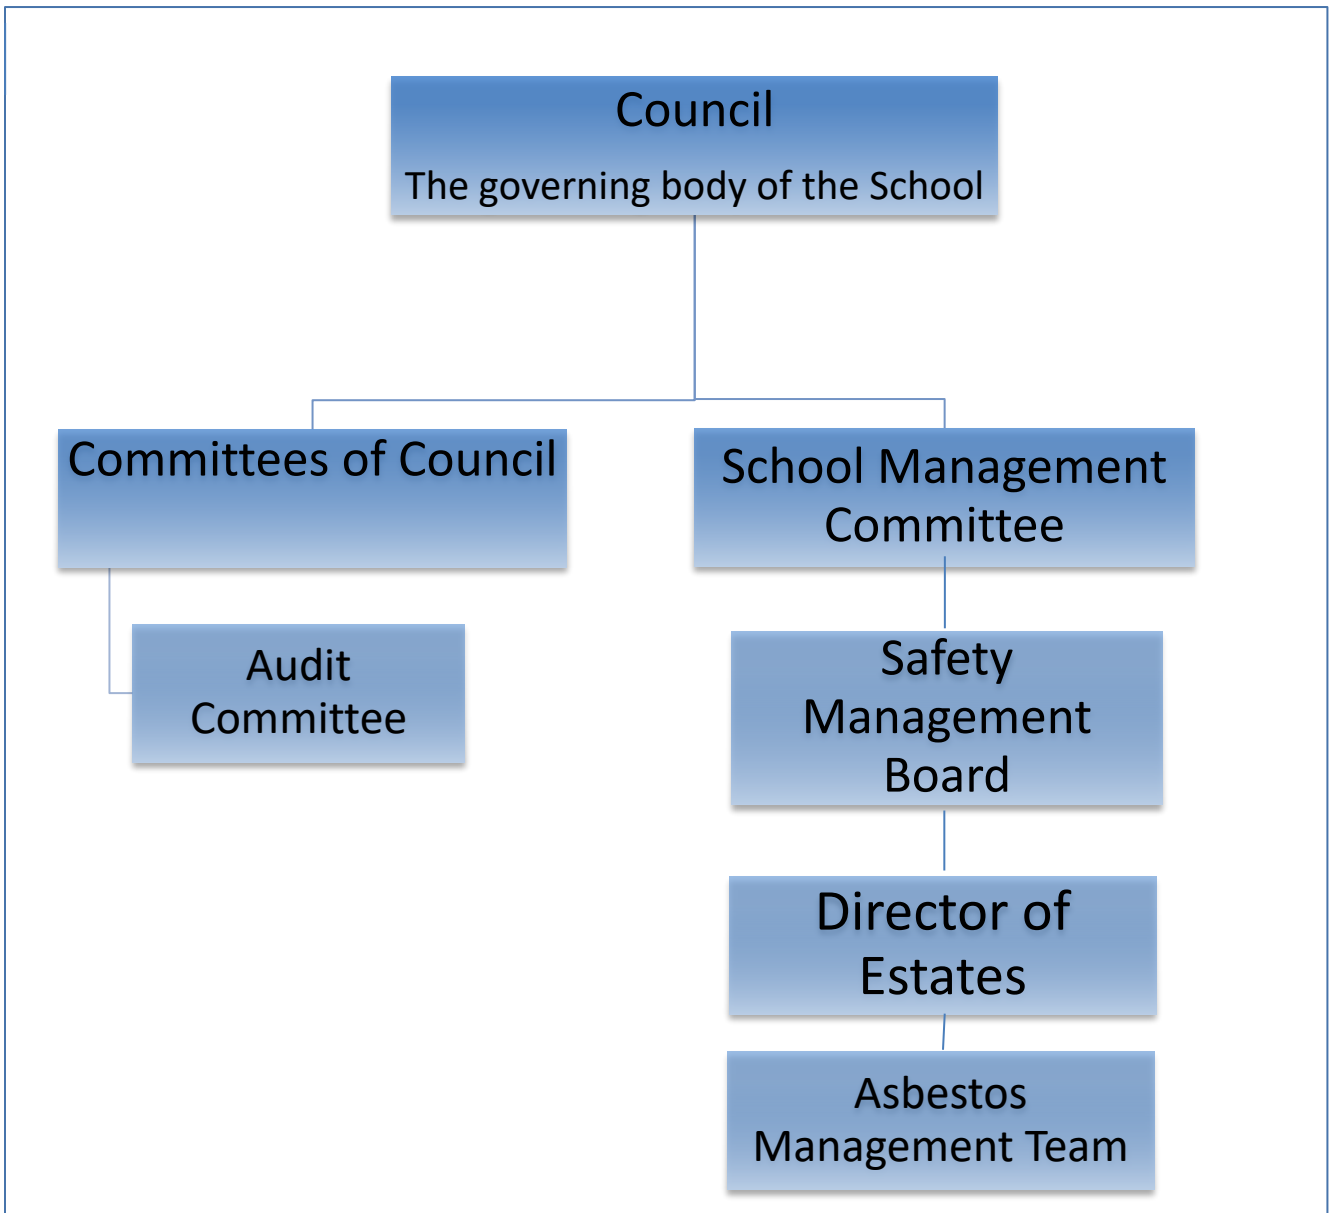 Council
The governing body of the School
Committees of Council
School Management
Committee
Audit
Committee
Safety
Management
Board
Director of
Estates
Asbestos
Management Team